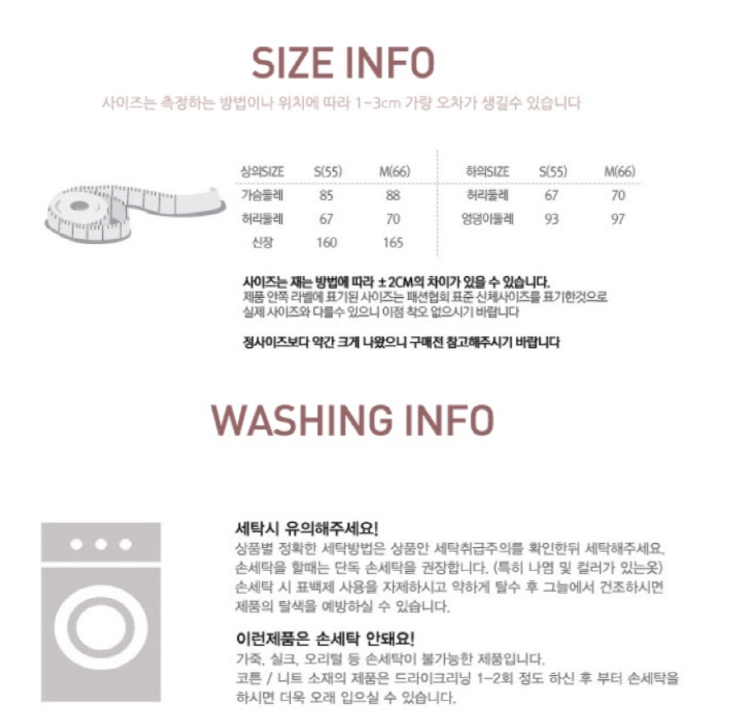 SIZE INFO
사이즈는 측정하는 방법이나 위치에 따라 1~3cm 가량 오차가 생길수 있습니다
상의SIZE S(55) M(66) 하의SIZE S(55) M(66)
가슴둘레 85 88 허리둘레 67 70
허리둘레 67 70 엉덩이둘레 93 97
신장 160 165
사이즈는 재는 방법에 따라 ±2CM의 차이가 있을 수 있습니다.
제품 안쪽 라벨에 표기된 사이즈는 패션협회 표준 신체사이즈를 표기한것으로
실제 사이즈와 다를수 있으니 이점 착오 없으시기 바랍니다
정사이즈보다 약간 크게 나왔으니 구매전 참고해주시기 바랍니다
WASHING INFO
세탁시 유의해주세요!
상품별 정확한 세탁방법은 상품안 세탁취급주의를 확인한뒤 세탁해주세요.
손세탁을 할때는 단독 손세탁을 권장합니다. (특히 나염 및 컬러가 있는옷)
손세탁 시 표백제 사용을 자제하시고 약하게 탈수 후 그늘에서 건조하시면
제품의 탈색을 예방하실 수 있습니다.
이런제품은 손세탁 안돼요!
가죽, 실크, 오리털 등 손세탁이 불가능한 제품입니다.
코튼 / 니트 소재의 제품은 드라이크리닝 1-2회 정도 하신 후 부터 손세탁을
하시면 더욱 오래 입으실 수 있습니다.